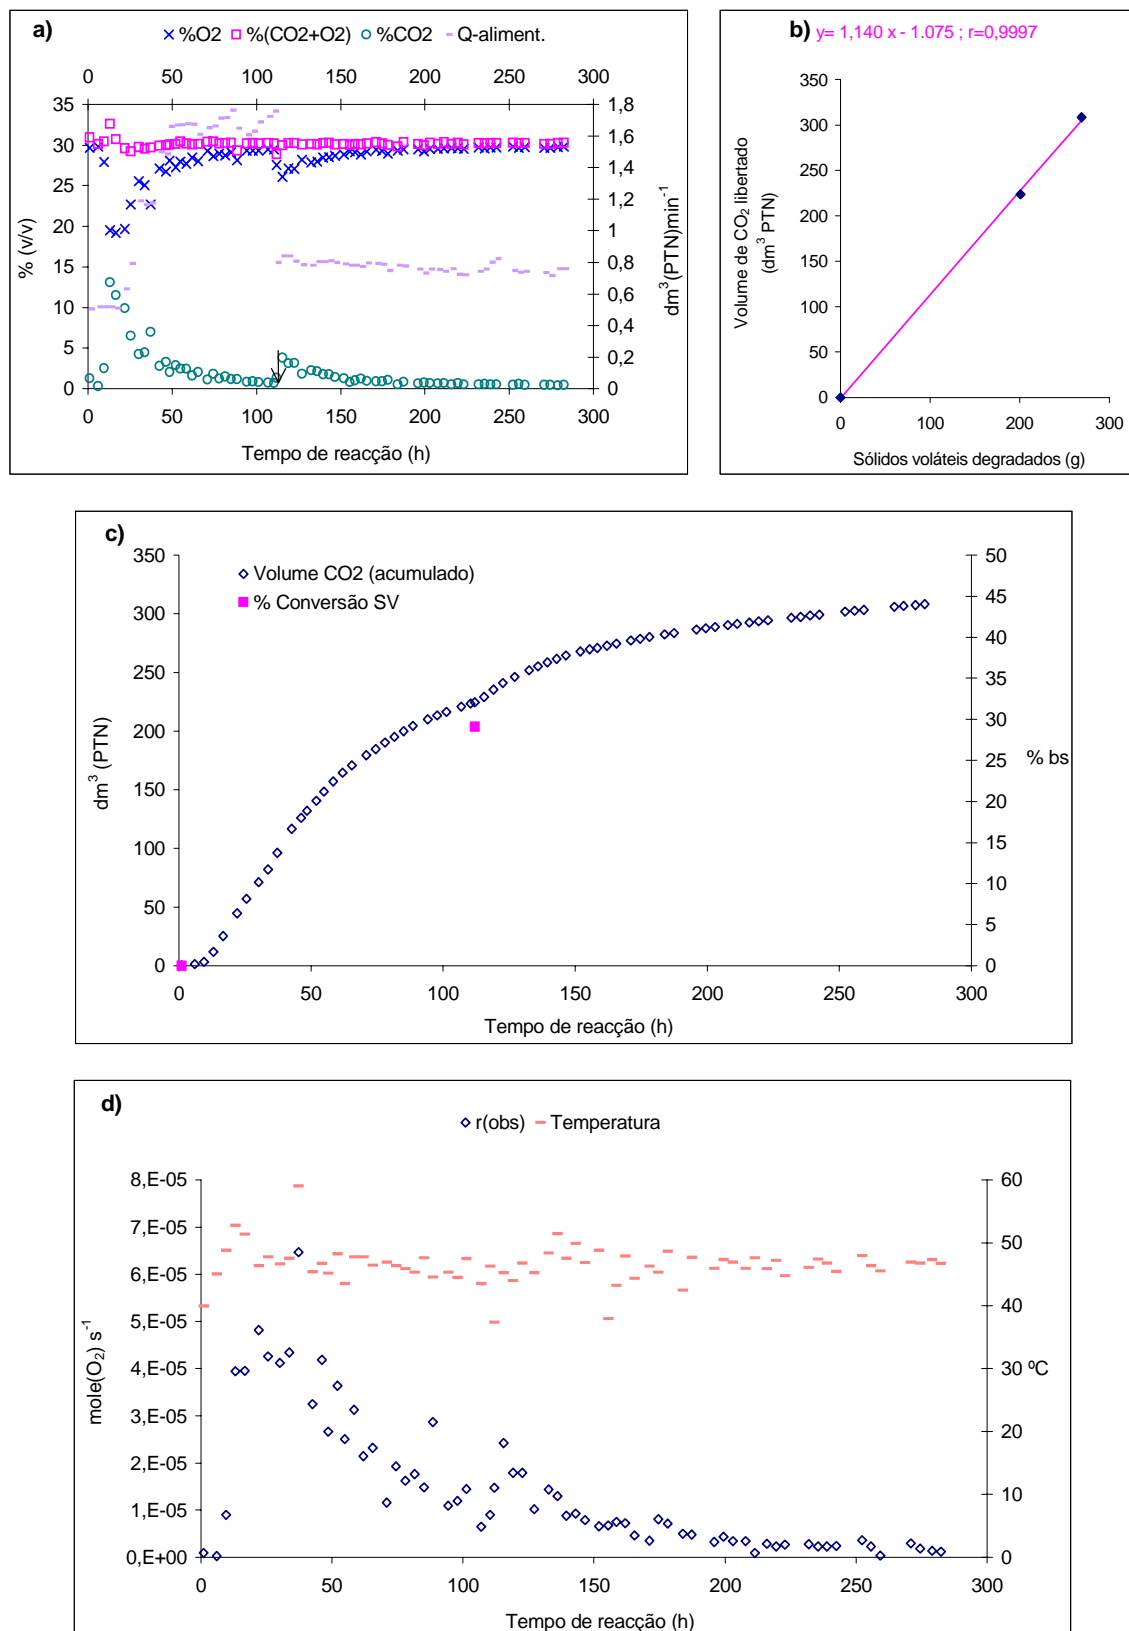 a)
%O2 %(CO2+O2) %CO2 Q-aliment.
0 50 100 150 200 250 300
35 1,8
30 1,6
25 1,4
20 1,2
15 1
10 0,8
5 0,6
0 0,4
0,2
0
% (v/v)
dm³(PTN)min⁻¹
0 50 100 150 200 250 300
Tempo de reacção (h)
b)
y= 1,140 x - 1.075 ; r=0,9997
350
300
250
200
150
100
50
0
Volume de CO₂ libertado
(dm³ PTN)
0 100 200 300
Sólidos voláteis degradados (g)
c)
Volume CO2 (acumulado)
% Conversão SV
350
300
250
200
150
100
50
0
dm³ (PTN)
50
45
40
35
30
25
20
15
10
5
0
% bs
0 50 100 150 200 250 300
Tempo de reacção (h)
d)
r(obs) Temperatura
8,E-05
7,E-05
6,E-05
5,E-05
4,E-05
3,E-05
2,E-05
1,E-05
0,E+00
mole(O₂) s⁻¹
60
50
40
30
20
10
0
ºC
0 50 100 150 200 250 300
Tempo de reacção (h)